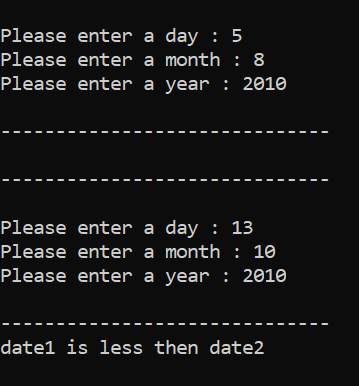 Please enter a day : 5
Please enter a month : 8
Please enter a year : 2010
------------------------------
------------------------------
Please enter a day : 13
Please enter a month : 10
Please enter a year : 2010
------------------------------
date1 is less then date2